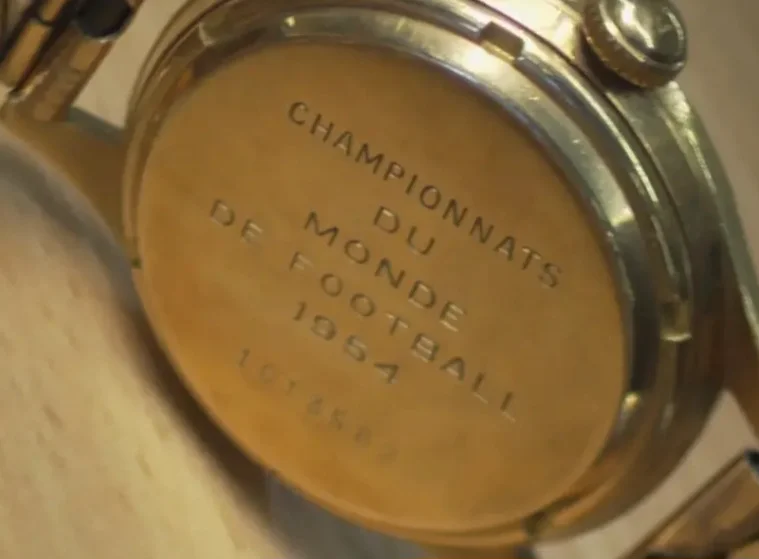 CHAMPIONNATS
DU
MONDE
DE FOOTBALL
1954